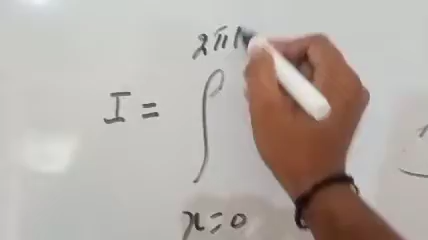 2π
I = ∫
x=0